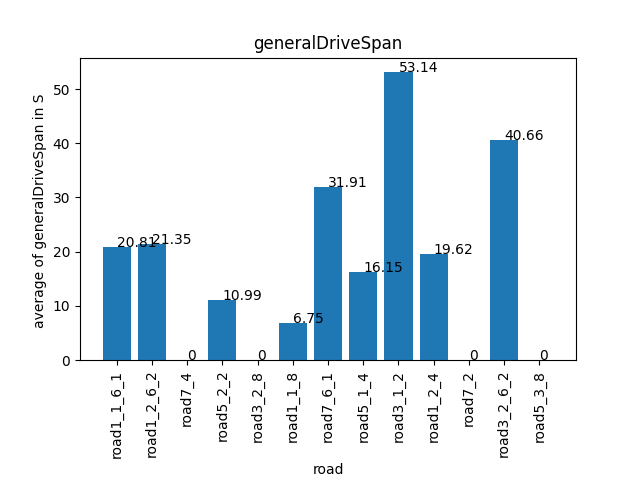 generalDriveSpan
average of generalDriveSpan in S
50
40
30
20
10
0
20.81
21.35
0
10.99
0
6.75
31.91
16.15
53.14
19.62
0
40.66
0
road1_1_6_1
road1_2_6_2
road7_4
road5_2_2
road3_2_8
road1_1_8
road7_6_1
road5_1_4
road3_1_2
road1_2_4
road7_2
road3_2_6_2
road5_3_8
road